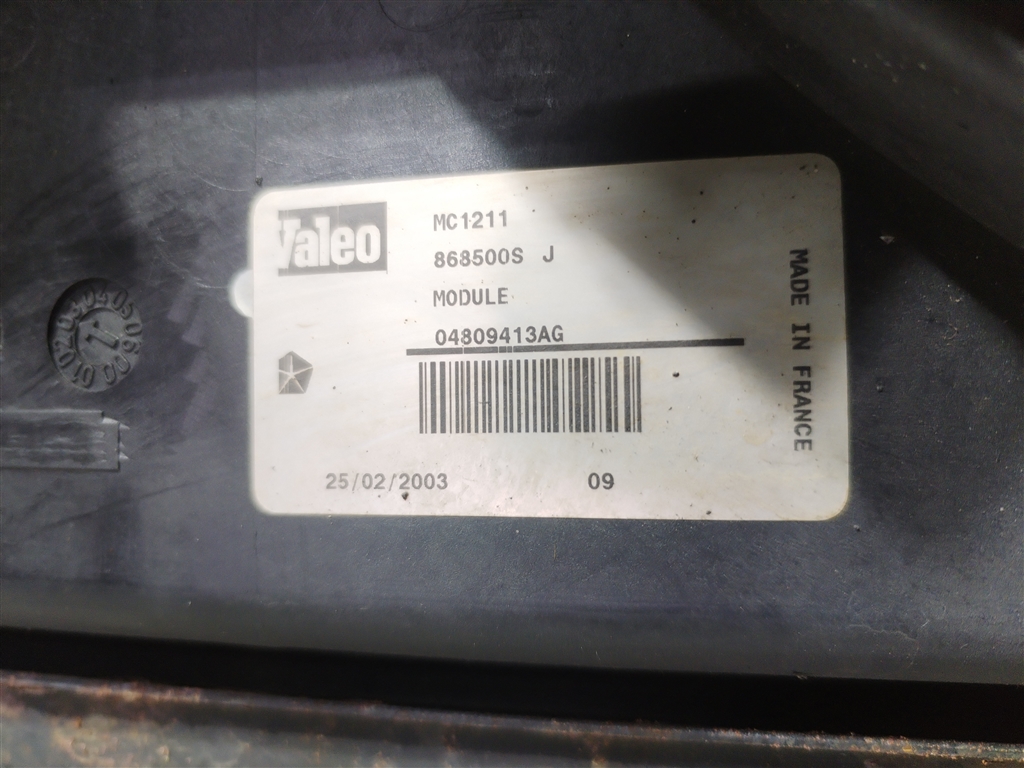 Valeo
MC1211
868500S J
MODULE
04809413AG
MADE IN FRANCE
25/02/2003
09